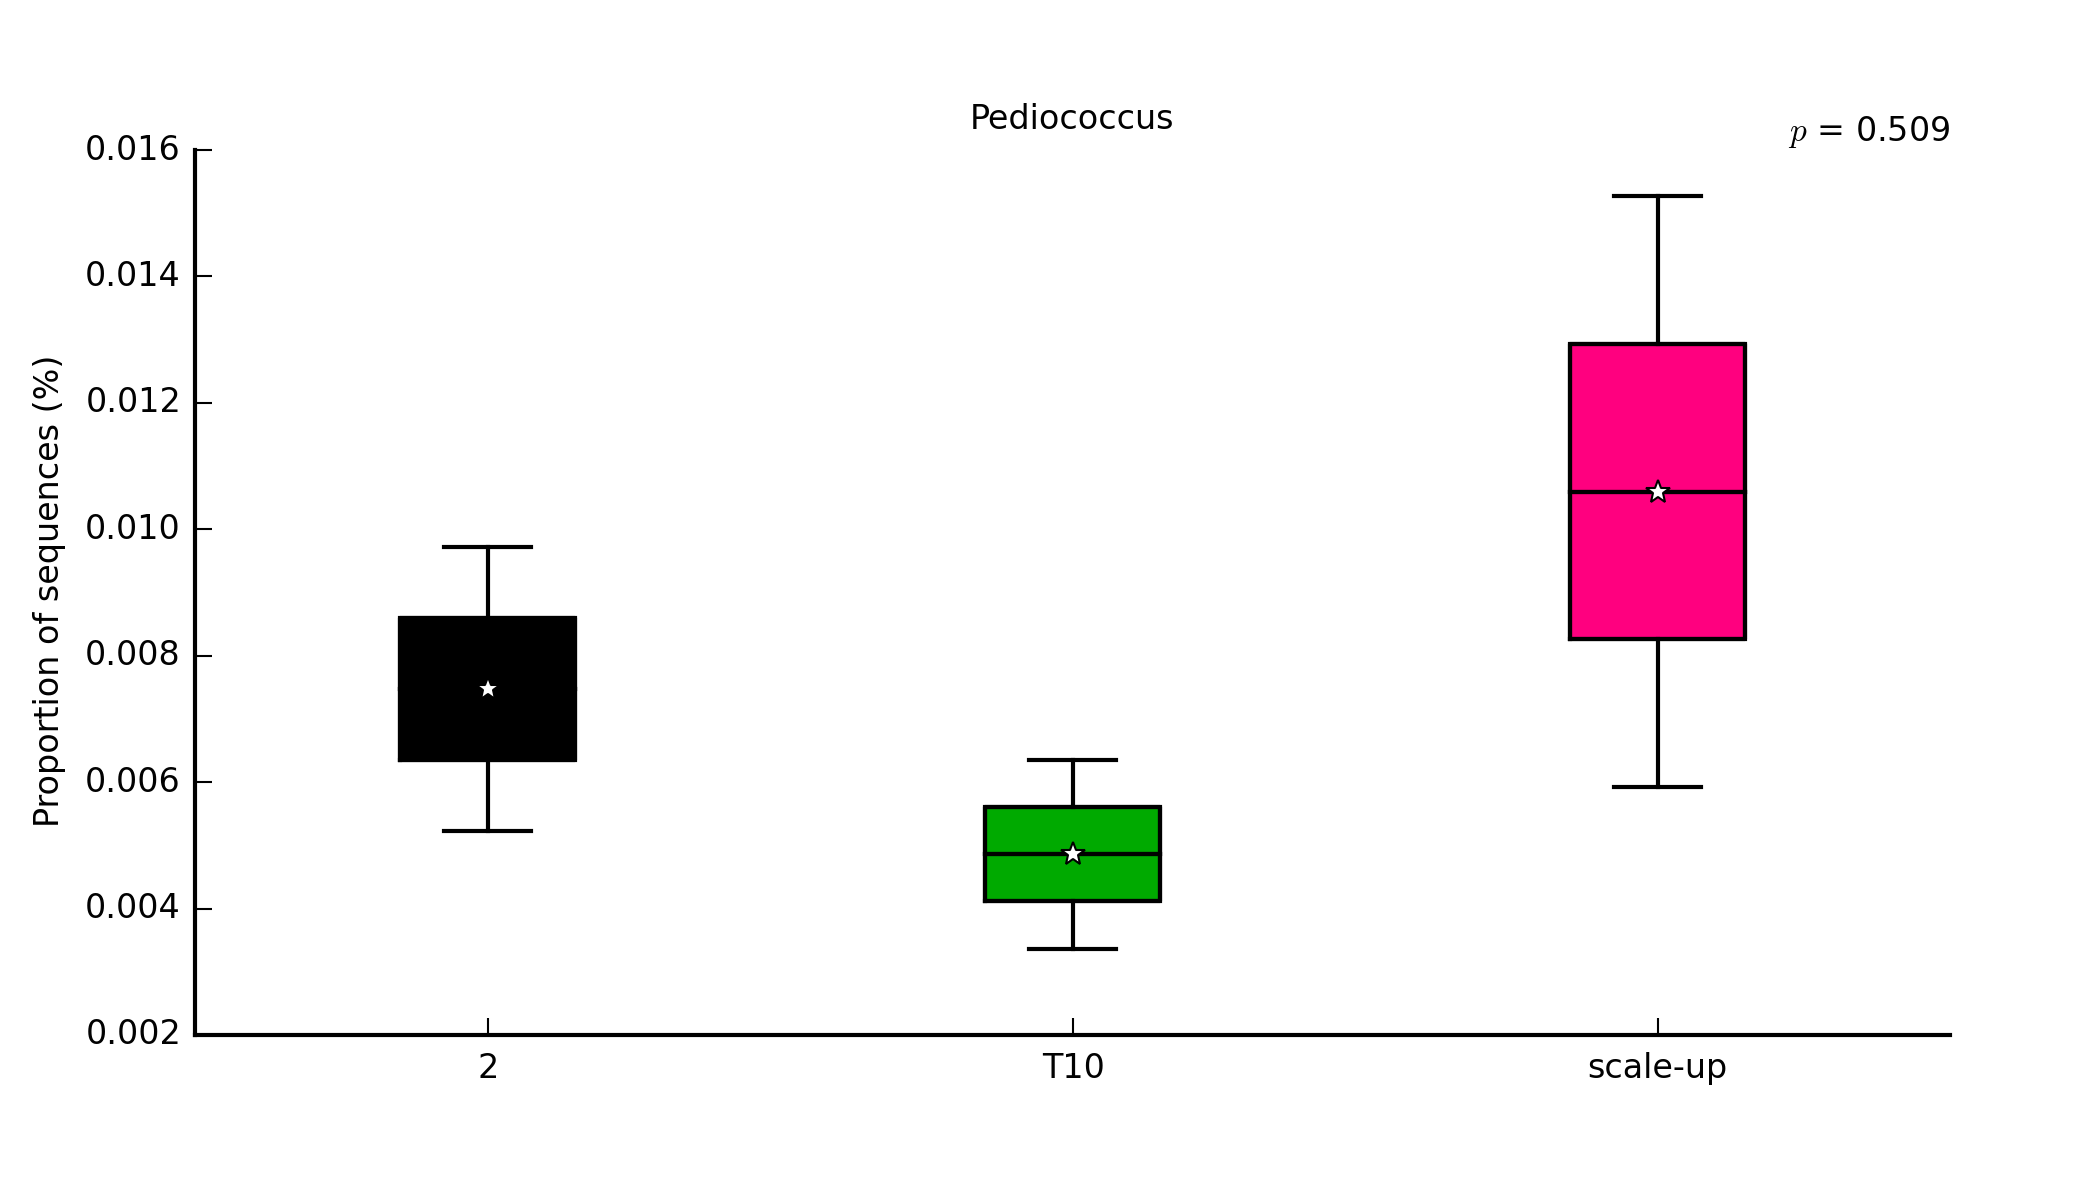 Pediococcus
p = 0.509
Proportion of sequences (%)
0.016
0.014
0.012
0.010
0.008
0.006
0.004
0.002
2
T10
scale-up